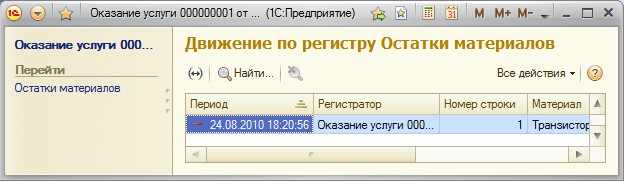 Оказание услуги 000000001 от ... (1С:Предприятие)
M M+ M-
Оказание услуги 000...
Перейти
Остатки материалов
Движение по регистру Остатки материалов
Найти...
Все действия
Период Регистратор Номер строки Материал
24.08.2010 18:20:56 Оказание услуги 000... 1 Транзистор